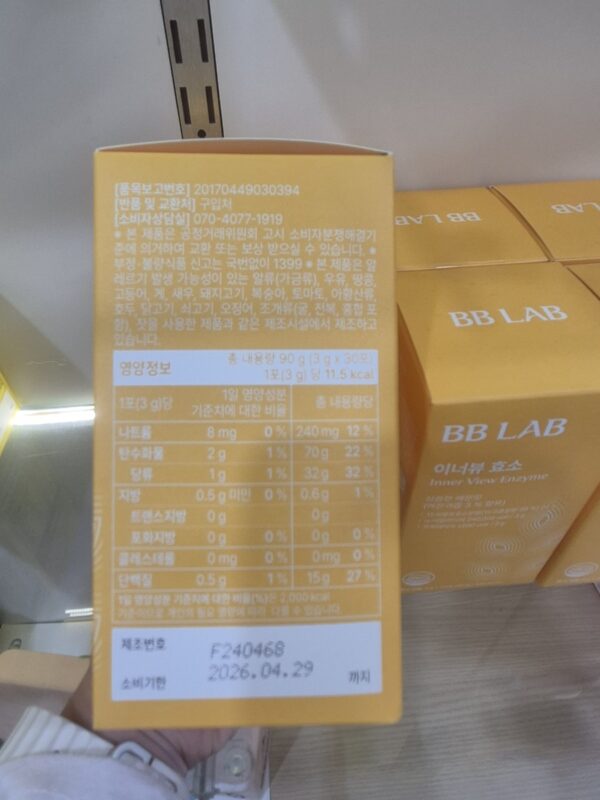 [품목보고번호] 20170449030394
[반품 및 교환처] 구입처
[소비자상담실] 070-4077-1919
※ 본 제품은 공정거래위원회 고시 소비자분쟁해결기
준에 의거하여 교환 또는 보상 받으실 수 있습니다. ※
부정·불량식품 신고는 국번없이 1399 ※ 본 제품은 알
레르기 발생 가능성이 있는 알류(가금류), 우유, 땅콩,
고등어, 게, 새우, 돼지고기, 복숭아, 토마토, 아황산류,
호두, 닭고기, 쇠고기, 오징어, 조개류(굴, 전복, 홍합 포
함), 잣을 사용한 제품과 같은 제조시설에서 제조하고
있습니다.
영양정보
총 내용량 90 g (3 g x 30포)
1포(3 g) 당 11.5 kcal
1포(3 g)당 1일 영양성분 기준치에 대한 비율 총 내용량당
나트륨 8 mg 0 % 240 mg 12 %
탄수화물 2 g 1 % 70 g 22 %
당류 1 g 1 % 32 g 32 %
지방 0.5 g 미만 0 % 0.6 g 1 %
트랜스지방 0 g 0 g
포화지방 0 g 0 % 0 g 0 %
콜레스테롤 0 mg 0 % 0 mg 0 %
단백질 0.5 g 1 % 15 g 27 %
1일 영양성분 기준치에 대한 비율(%)은 2,000 kcal
기준이므로 개인의 필요 열량에 따라 다를 수 있습니다.
제조번호 F240468
소비기한 2026.04.29 까지
BB LAB
BB LAB
BB LAB
BB LAB
이너뷰 효소
Inner View Enzyme